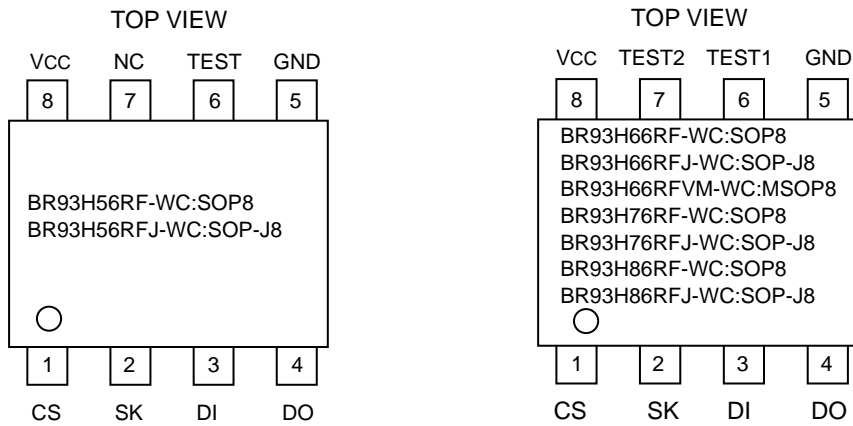 TOP VIEW
VCC NC TEST GND
8 7 6 5
BR93H56RF-WC:SOP8
BR93H56RFJ-WC:SOP-J8
1 2 3 4
CS SK DI DO
TOP VIEW
VCC TEST2 TEST1 GND
8 7 6 5
BR93H66RF-WC:SOP8
BR93H66RFJ-WC:SOP-J8
BR93H66RFVM-WC:MSOP8
BR93H76RF-WC:SOP8
BR93H76RFJ-WC:SOP-J8
BR93H86RF-WC:SOP8
BR93H86RFJ-WC:SOP-J8
1 2 3 4
CS SK DI DO